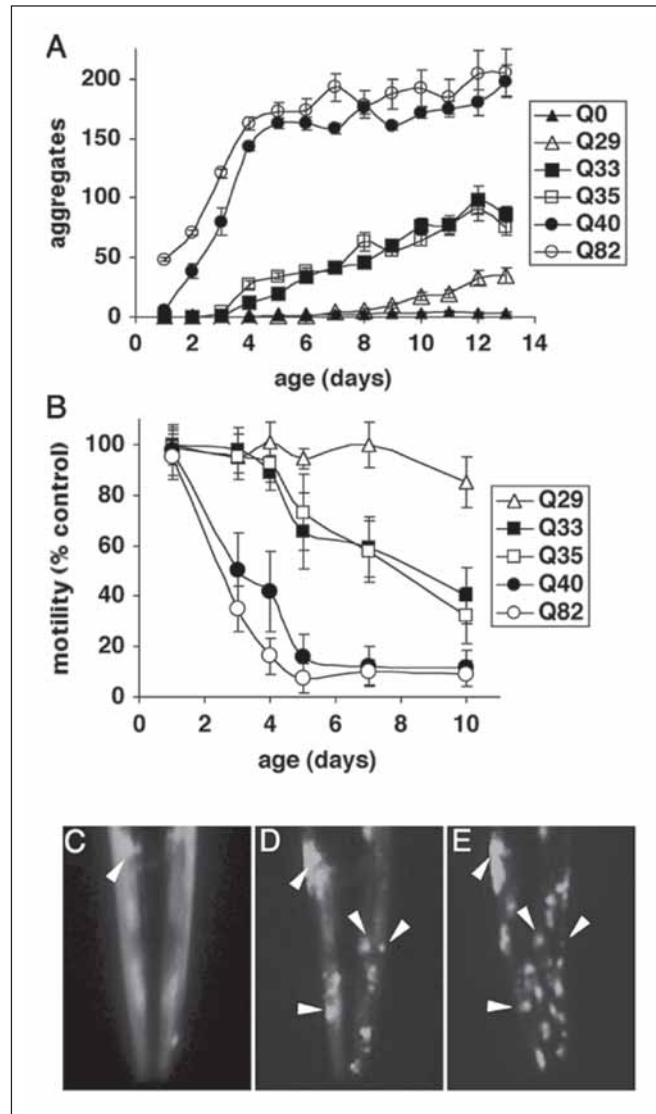 A
200
150
100
50
0
aggregates
0 2 4 6 8 10 12 14
age (days)
Q0
Q29
Q33
Q35
Q40
Q82
B
100
80
60
40
20
0
motility (% control)
0 2 4 6 8 10
age (days)
Q29
Q33
Q35
Q40
Q82
C D E